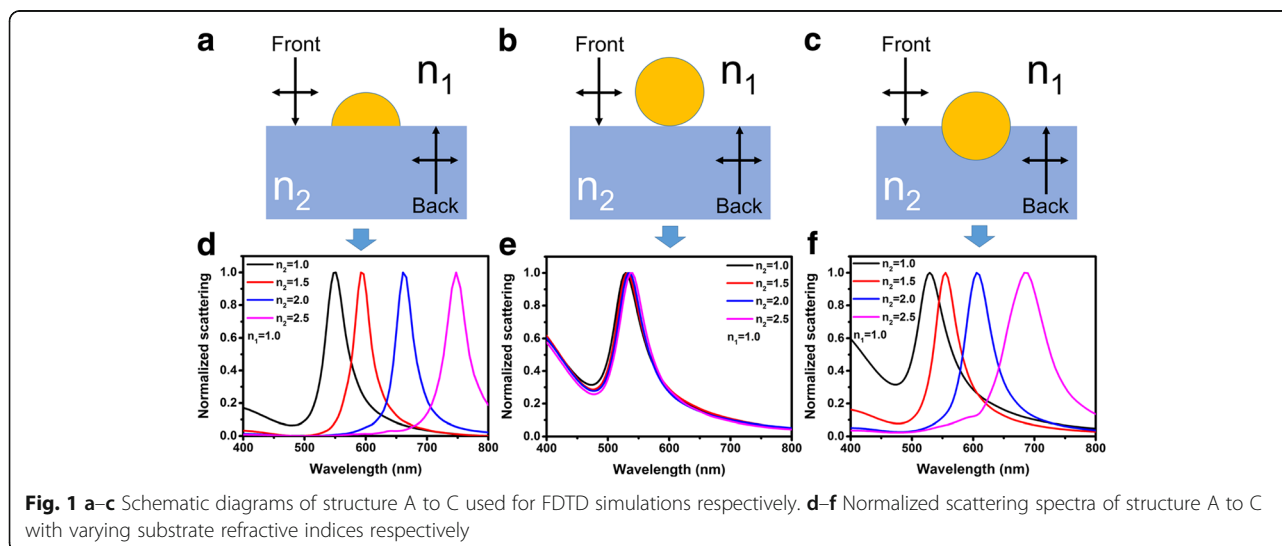 a
Front
n₁
n₂
Back
b
Front
n₁
n₂
Back
c
Front
n₁
n₂
Back
d
Normalized scattering
1.0
0.8
0.6
0.4
0.2
0.0
n₂=1.0
n₂=1.5
n₂=2.0
n₂=2.5
n₁=1.0
400 500 600 700 800
Wavelength (nm)
e
Normalized scattering
1.0
0.8
0.6
0.4
0.2
0.0
n₂=1.0
n₂=1.5
n₂=2.0
n₂=2.5
n₁=1.0
400 500 600 700 800
Wavelength (nm)
f
Normalized scattering
1.0
0.8
0.6
0.4
0.2
0.0
n₂=1.0
n₂=1.5
n₂=2.0
n₂=2.5
n₁=1.0
400 500 600 700 800
Wavelength (nm)
Fig. 1 a–c Schematic diagrams of structure A to C used for FDTD simulations respectively. d–f Normalized scattering spectra of structure A to C
with varying substrate refractive indices respectively